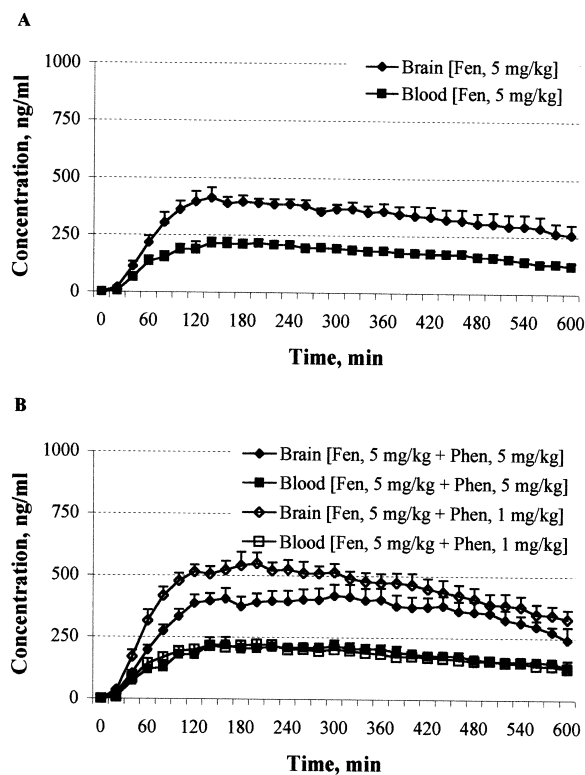 A
1000
750
500
250
0
Concentration, ng/ml
Brain [Fen, 5 mg/kg]
Blood [Fen, 5 mg/kg]
0 60 120 180 240 300 360 420 480 540 600
Time, min
B
1000
750
500
250
0
Concentration, ng/ml
Brain [Fen, 5 mg/kg + Phen, 5 mg/kg]
Blood [Fen, 5 mg/kg + Phen, 5 mg/kg]
Brain [Fen, 5 mg/kg + Phen, 1 mg/kg]
Blood [Fen, 5 mg/kg + Phen, 1 mg/kg]
0 60 120 180 240 300 360 420 480 540 600
Time, min